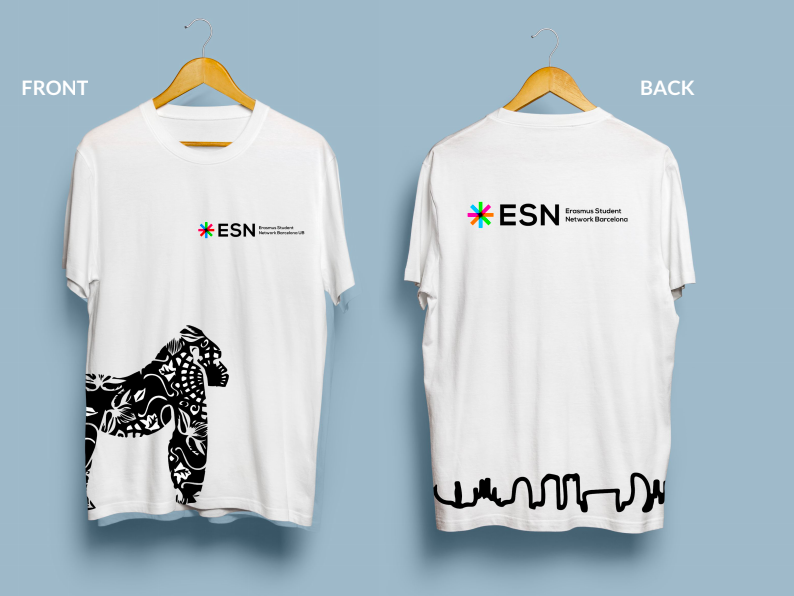 FRONT
BACK
ESN
Erasmus Student
Network Barcelona UB
ESN
Erasmus Student
Network Barcelona